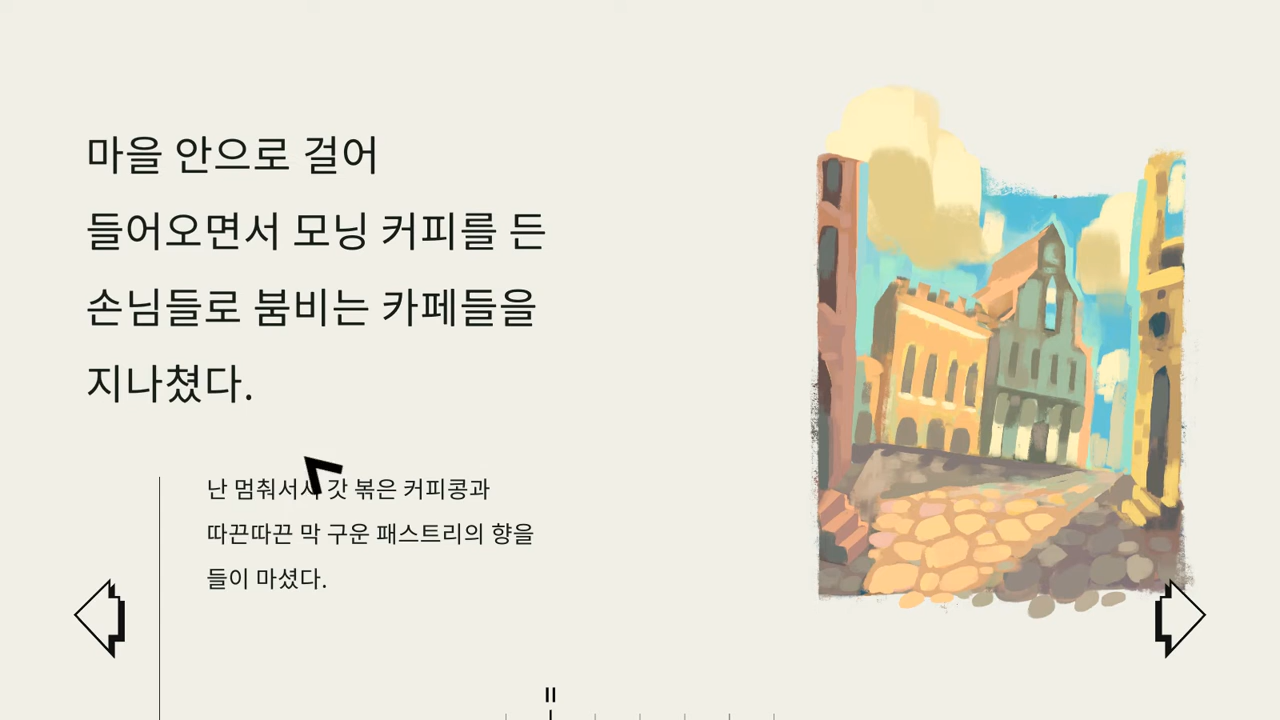 마을 안으로 걸어
들어오면서 모닝 커피를 든
손님들로 붐비는 카페들을
지나쳤다.
난 멈춰서서 갓 볶은 커피콩과
따끈따끈 막 구운 패스트리의 향을
들이 마셨다.
II